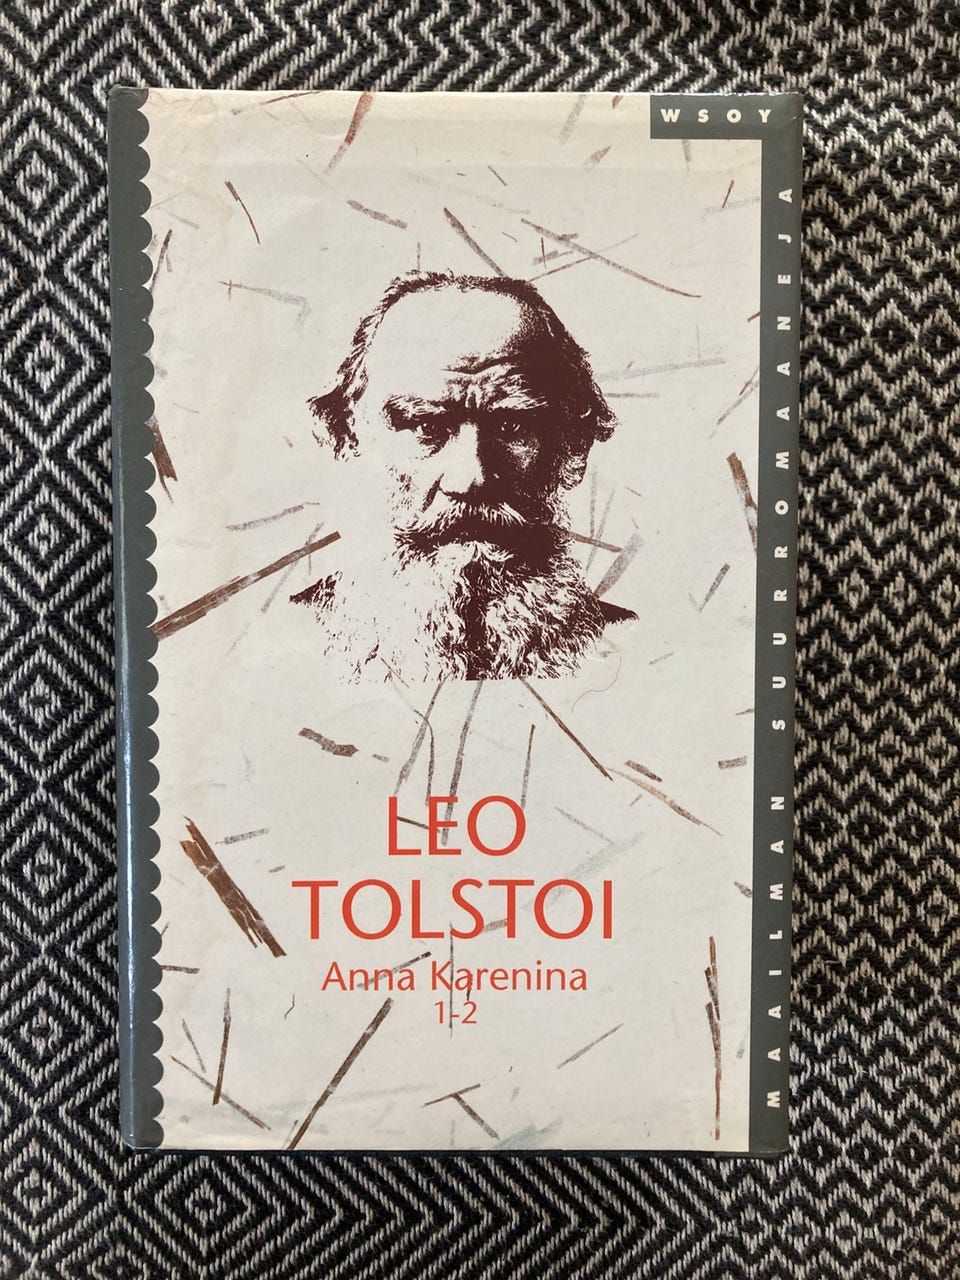 WSOY
MAAILMAN SUURROMAANEJA
LEO
TOLSTOI
Anna Karenina
1-2